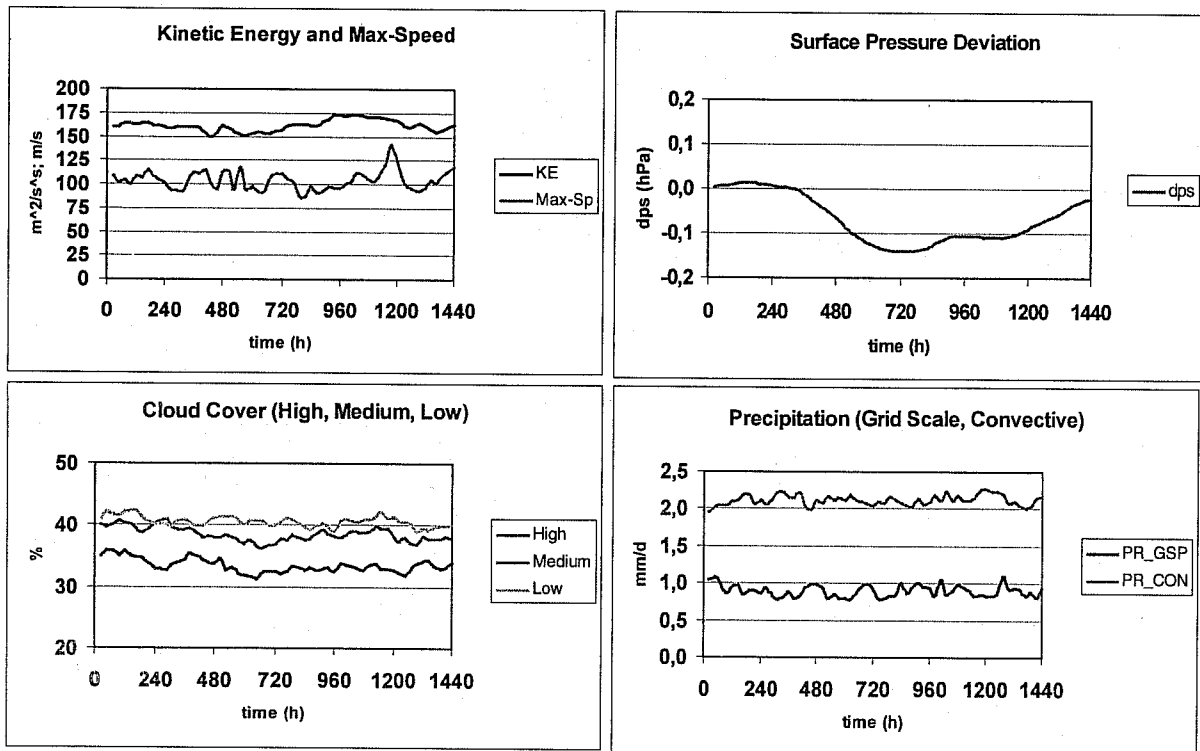 Kinetic Energy and Max-Speed
200
175
150
125
100
75
50
25
0
m^2/s^s; m/s
0 240 480 720 960 1200 1440
time (h)
KE
Max-Sp
Surface Pressure Deviation
0,2
0,1
0,0
-0,1
-0,2
dps (hPa)
0 240 480 720 960 1200 1440
time (h)
dps
Cloud Cover (High, Medium, Low)
50
40
30
20
%
0 240 480 720 960 1200 1440
time (h)
High
Medium
Low
Precipitation (Grid Scale, Convective)
2,5
2,0
1,5
1,0
0,5
0,0
mm/d
0 240 480 720 960 1200 1440
time (h)
PR_GSP
PR_CON